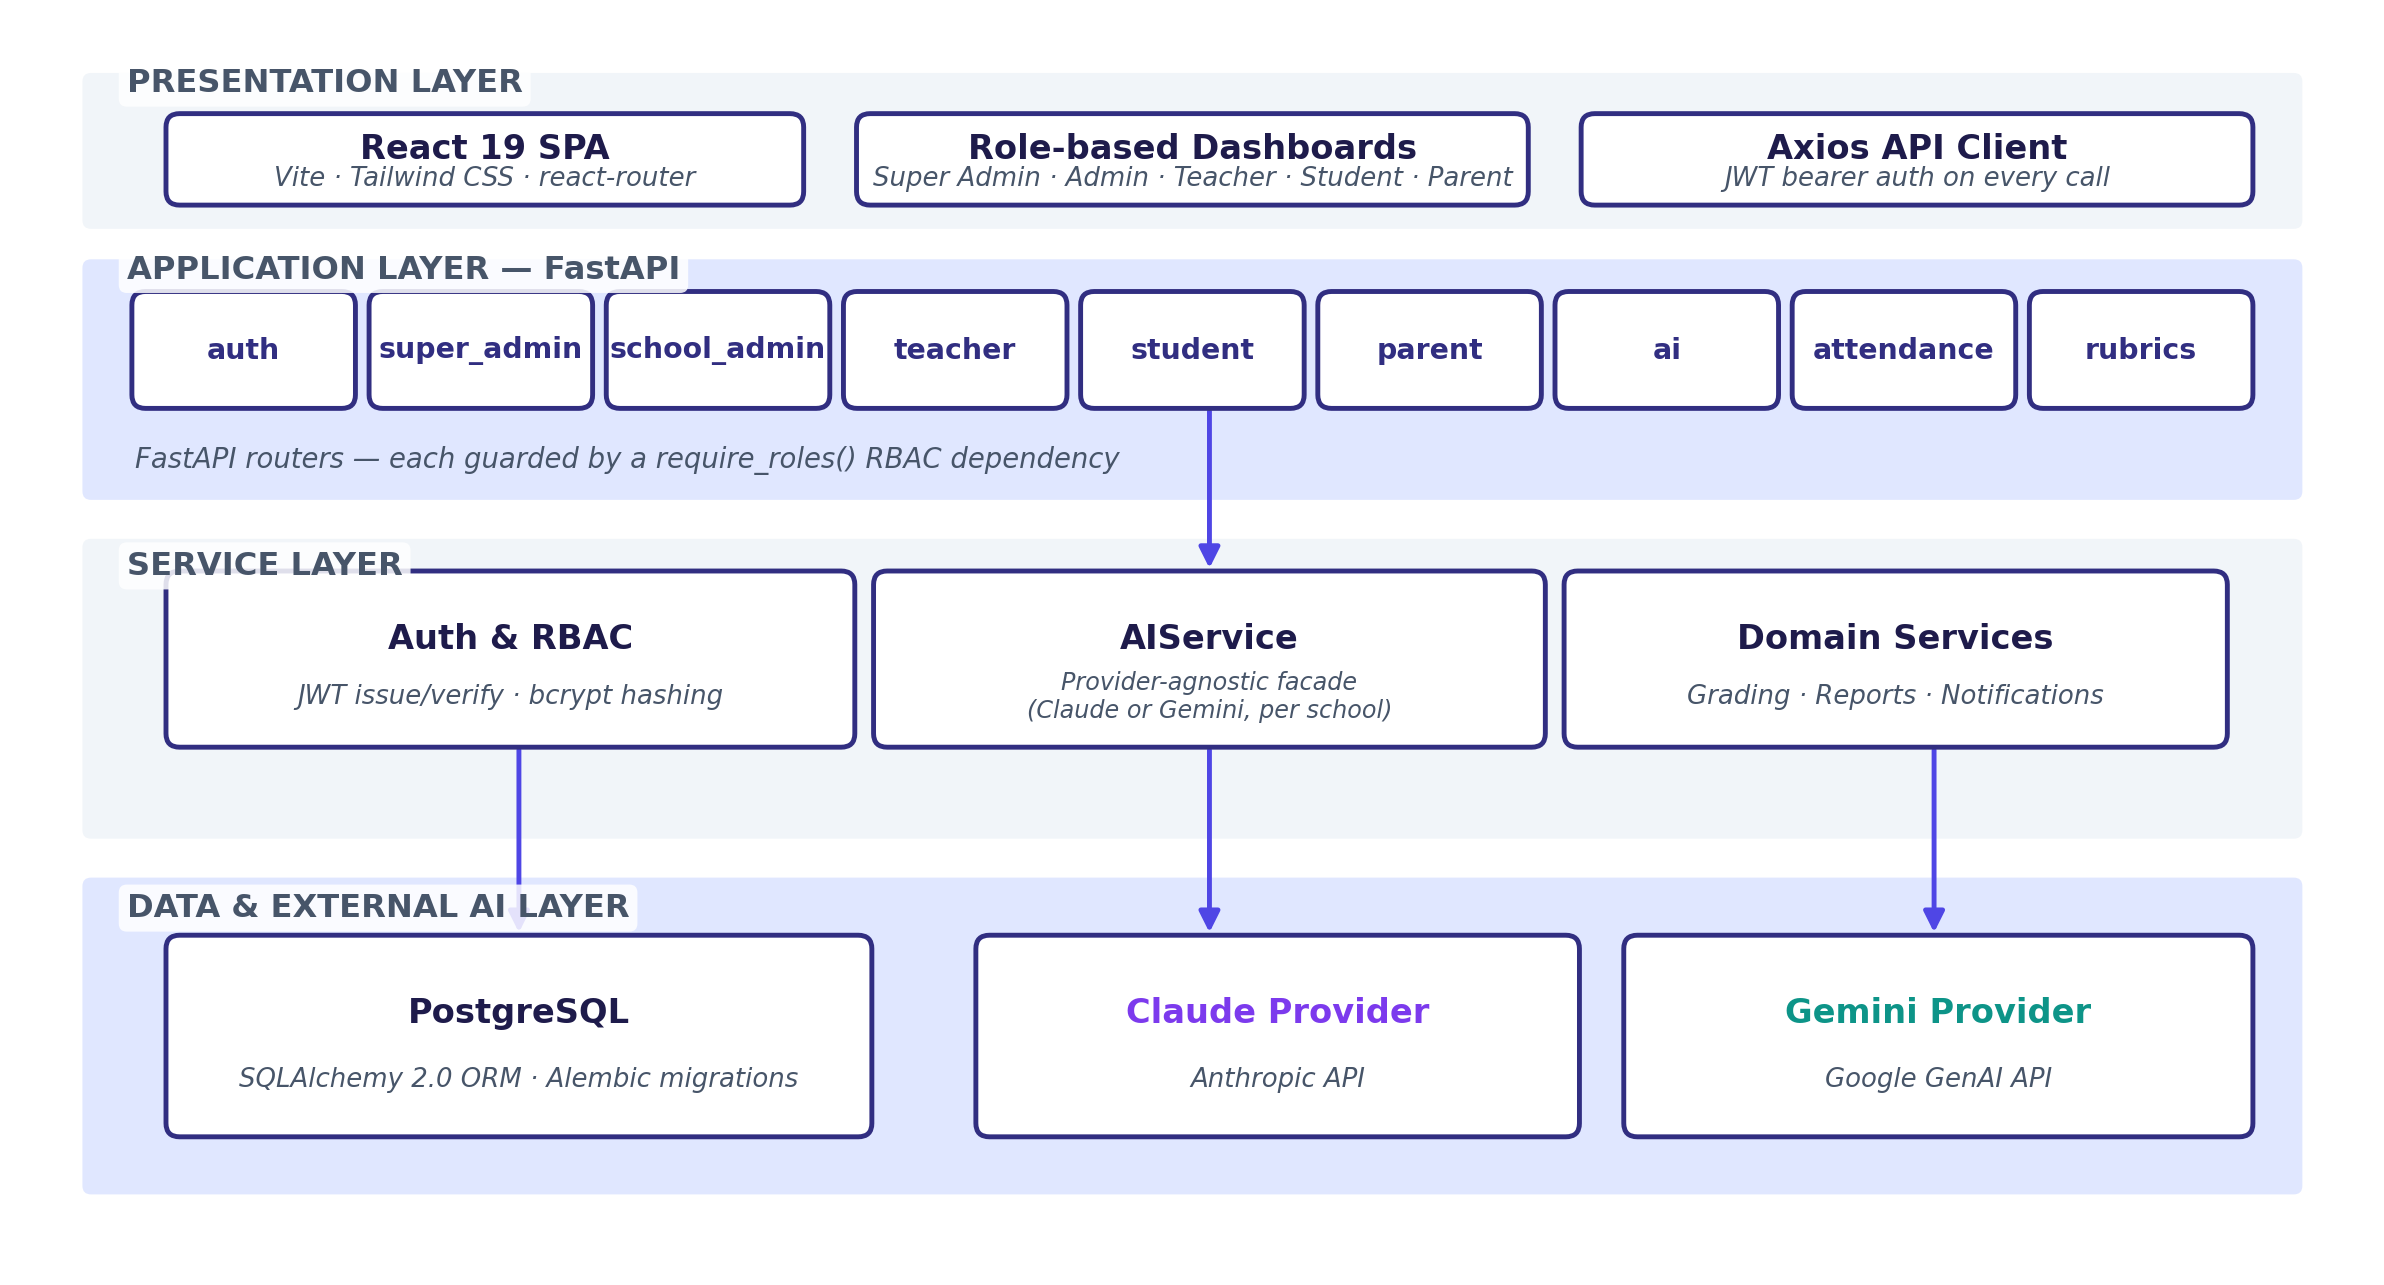 PRESENTATION LAYER
React 19 SPA
Vite · Tailwind CSS · react-router
Role-based Dashboards
Super Admin · Admin · Teacher · Student · Parent
Axios API Client
JWT bearer auth on every call
APPLICATION LAYER — FastAPI
auth
super_admin
school_admin
teacher
student
parent
ai
attendance
rubrics
FastAPI routers — each guarded by a require_roles() RBAC dependency
SERVICE LAYER
Auth & RBAC
JWT issue/verify · bcrypt hashing
AIService
Provider-agnostic facade
(Claude or Gemini, per school)
Domain Services
Grading · Reports · Notifications
DATA & EXTERNAL AI LAYER
PostgreSQL
SQLAlchemy 2.0 ORM · Alembic migrations
Claude Provider
Anthropic API
Gemini Provider
Google GenAI API